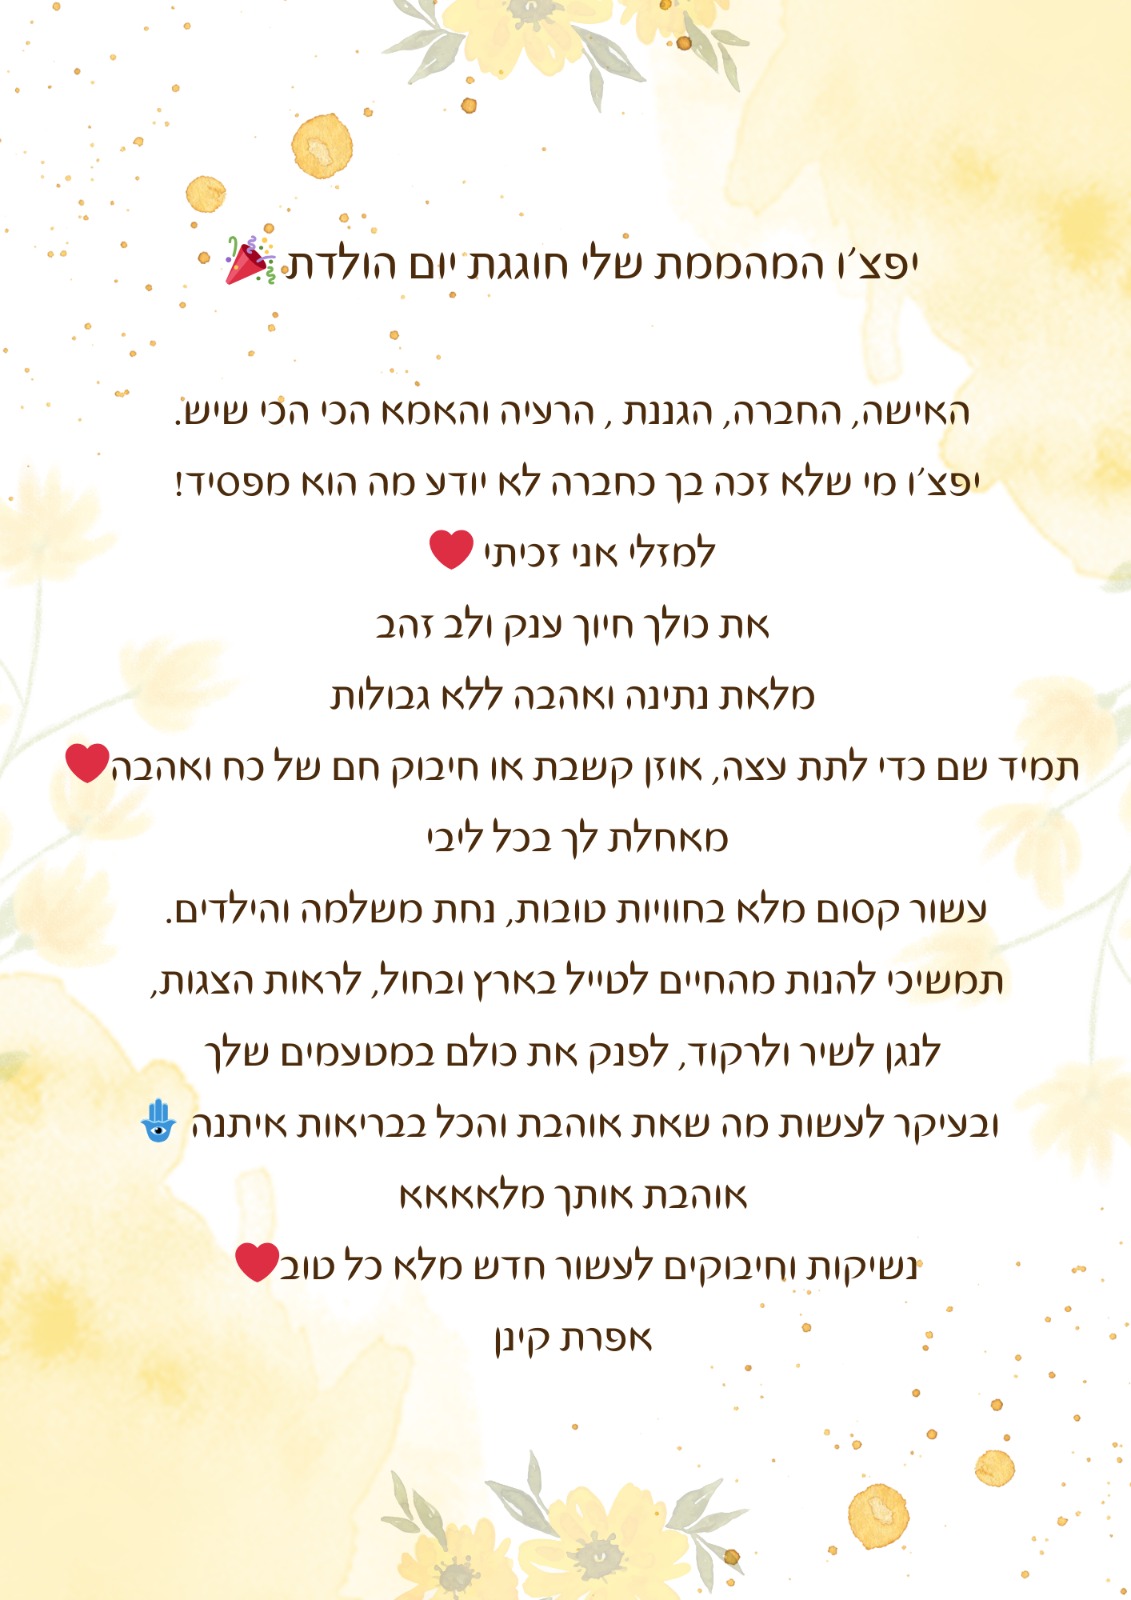 יפצ׳ו המהממת שלי חוגגת יום הולדת 🎉
האישה, החברה, הגננת , הרעיה והאמא הכי הכי שיש.
יפצ׳ו מי שלא זכה בך כחברה לא יודע מה הוא מפסיד!
למזלי אני זכיתי ❤️
את כולך חיוך ענק ולב זהב
מלאת נתינה ואהבה ללא גבולות
תמיד שם כדי לתת עצה, אוזן קשבת או חיבוק חם של כח ואהבה❤️
מאחלת לך בכל ליבי
עשור קסום מלא בחוויות טובות, נחת משלמה והילדים.
תמשיכי להנות מהחיים לטייל בארץ ובחול, לראות הצגות,
לנגן לשיר ולרקוד, לפנק את כולם במטעמים שלך
ובעיקר לעשות מה שאת אוהבת והכל בבריאות איתנה 🪬
אוהבת אותך מלאאאא
נשיקות וחיבוקים לעשור חדש מלא כל טוב❤️
אפרת קינן